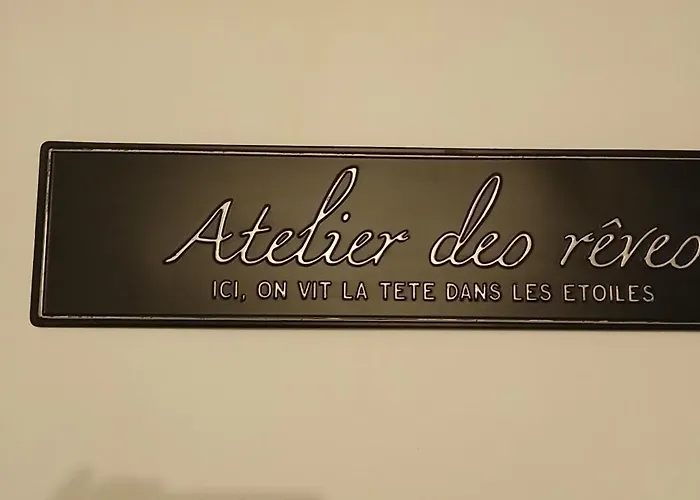 Atelier des rêves
ICI, ON VIT LA TETE DANS LES ETOILES